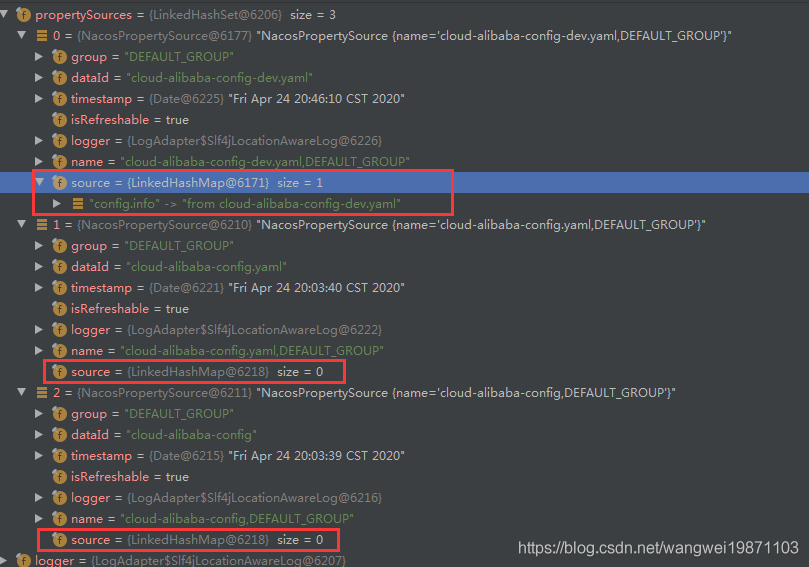 propertySources = {LinkedHashSet@6206} size = 3
0 = {NacosPropertySource@6177} "NacosPropertySource {name='cloud-alibaba-config-dev.yaml,DEFAULT_GROUP'}"
f group = "DEFAULT_GROUP"
f dataId = "cloud-alibaba-config-dev.yaml"
f timestamp = {Date@6225} "Fri Apr 24 20:46:10 CST 2020"
f isRefreshable = true
f logger = {LogAdapter$Slf4jLocationAwareLog@6226}
f name = "cloud-alibaba-config-dev.yaml,DEFAULT_GROUP"
f source = {LinkedHashMap@6171} size = 1
"config.info" -> "from cloud-alibaba-config-dev.yaml"
1 = {NacosPropertySource@6210} "NacosPropertySource {name='cloud-alibaba-config.yaml,DEFAULT_GROUP'}"
f group = "DEFAULT_GROUP"
f dataId = "cloud-alibaba-config.yaml"
f timestamp = {Date@6221} "Fri Apr 24 20:03:40 CST 2020"
f isRefreshable = true
f logger = {LogAdapter$Slf4jLocationAwareLog@6222}
f name = "cloud-alibaba-config.yaml,DEFAULT_GROUP"
f source = {LinkedHashMap@6218} size = 0
2 = {NacosPropertySource@6211} "NacosPropertySource {name='cloud-alibaba-config,DEFAULT_GROUP'}"
f group = "DEFAULT_GROUP"
f dataId = "cloud-alibaba-config"
f timestamp = {Date@6215} "Fri Apr 24 20:03:39 CST 2020"
f isRefreshable = true
f logger = {LogAdapter$Slf4jLocationAwareLog@6216}
f name = "cloud-alibaba-config,DEFAULT_GROUP"
f source = {LinkedHashMap@6218} size = 0
f logger = {LogAdapter$Slf4jLocationAwareLog@6207}
https://blog.csdn.net/wangwei19871103